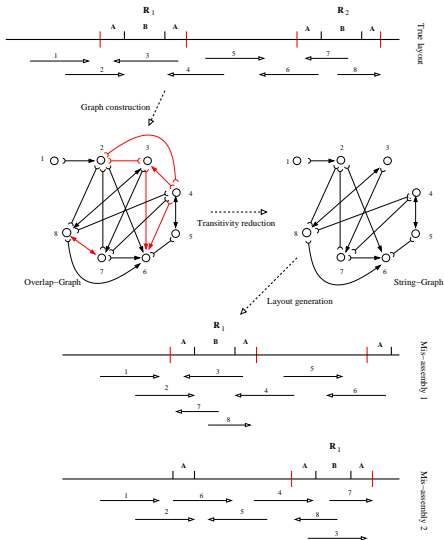 R1 R2
A B A A B A
True layout
1 3 5 7
2 4 6 8
Graph construction
1 2 3 4 5 6 7 8
Overlap-Graph
Transitivity reduction
1 2 3 4 5 6 7 8
String-Graph
Layout generation
R1
A B A A
Mis-assembly 1
1 3 5
2 4 6
7
8
R1
A A B A
Mis-assembly 2
1 6 4 7
2 5 8
3